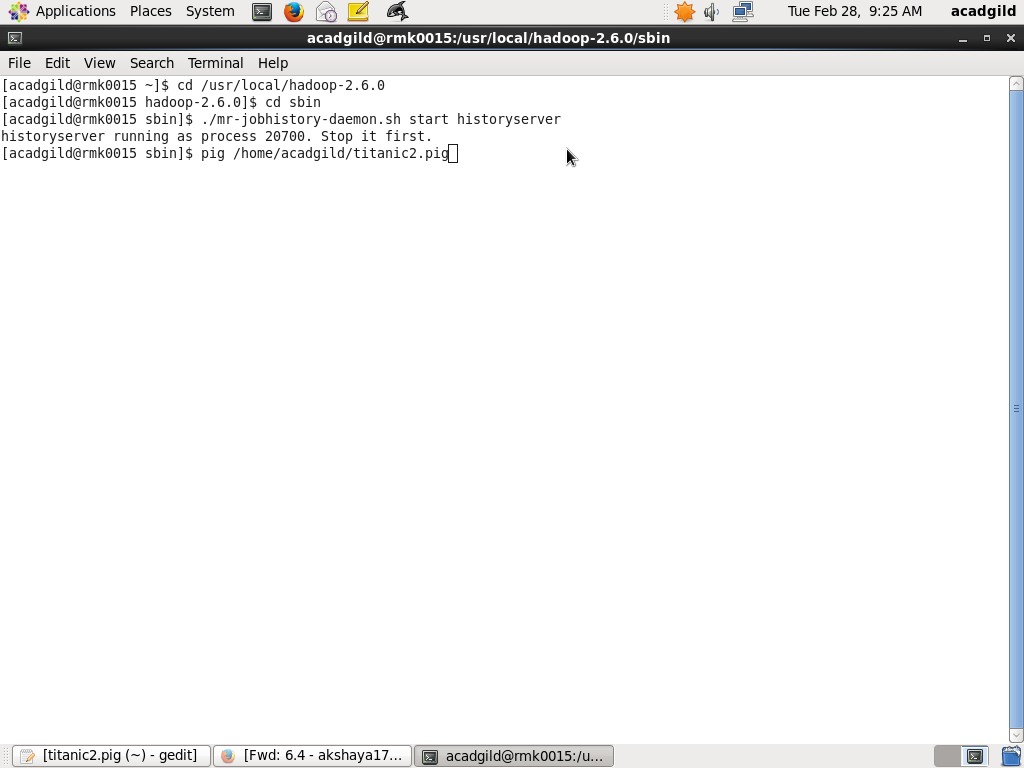 Applications Places System Tue Feb 28, 9:25 AM acadgild
acadgild@rmk0015:/usr/local/hadoop-2.6.0/sbin
File Edit View Search Terminal Help
[acadgild@rmk0015 ~]$ cd /usr/local/hadoop-2.6.0
[acadgild@rmk0015 hadoop-2.6.0]$ cd sbin
[acadgild@rmk0015 sbin]$ ./mr-jobhistory-daemon.sh start historyserver
historyserver running as process 20700. Stop it first.
[acadgild@rmk0015 sbin]$ pig /home/acadgild/titanic2.pig
[titanic2.pig (~) - gedit] [Fwd: 6.4 - akshaya17... acadgild@rmk0015:/u...